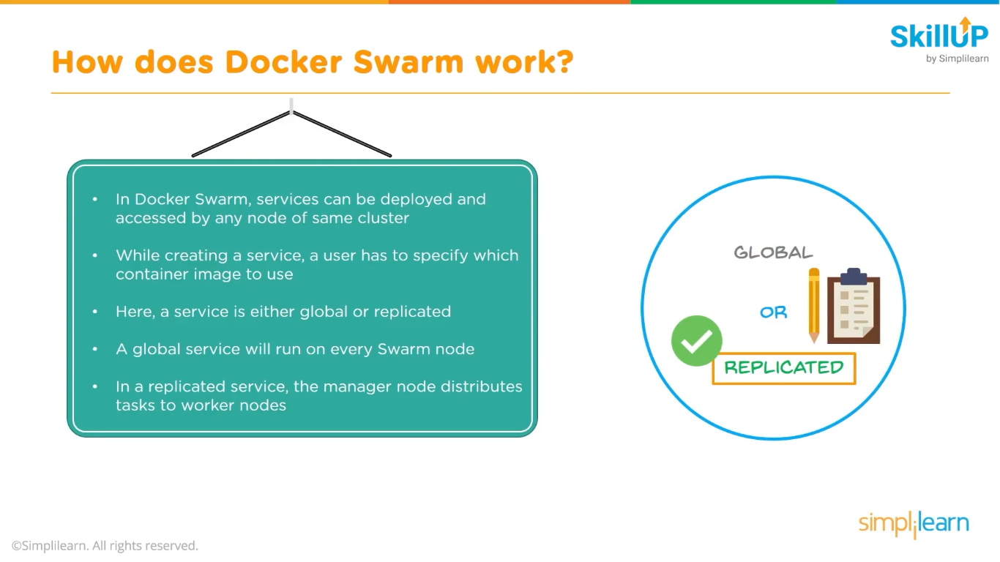 SkillUP
by Simplilearn
How does Docker Swarm work?
• In Docker Swarm, services can be deployed and
accessed by any node of same cluster
• While creating a service, a user has to specify which
container image to use
• Here, a service is either global or replicated
• A global service will run on every Swarm node
• In a replicated service, the manager node distributes
tasks to worker nodes
GLOBAL
OR
REPLICATED
simplilearn
©Simplilearn. All rights reserved.